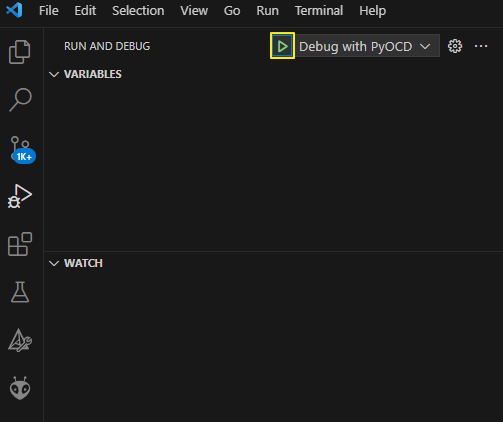 File Edit Selection View Go Run Terminal Help
RUN AND DEBUG Debug with PyOCD
VARIABLES
1K+
WATCH